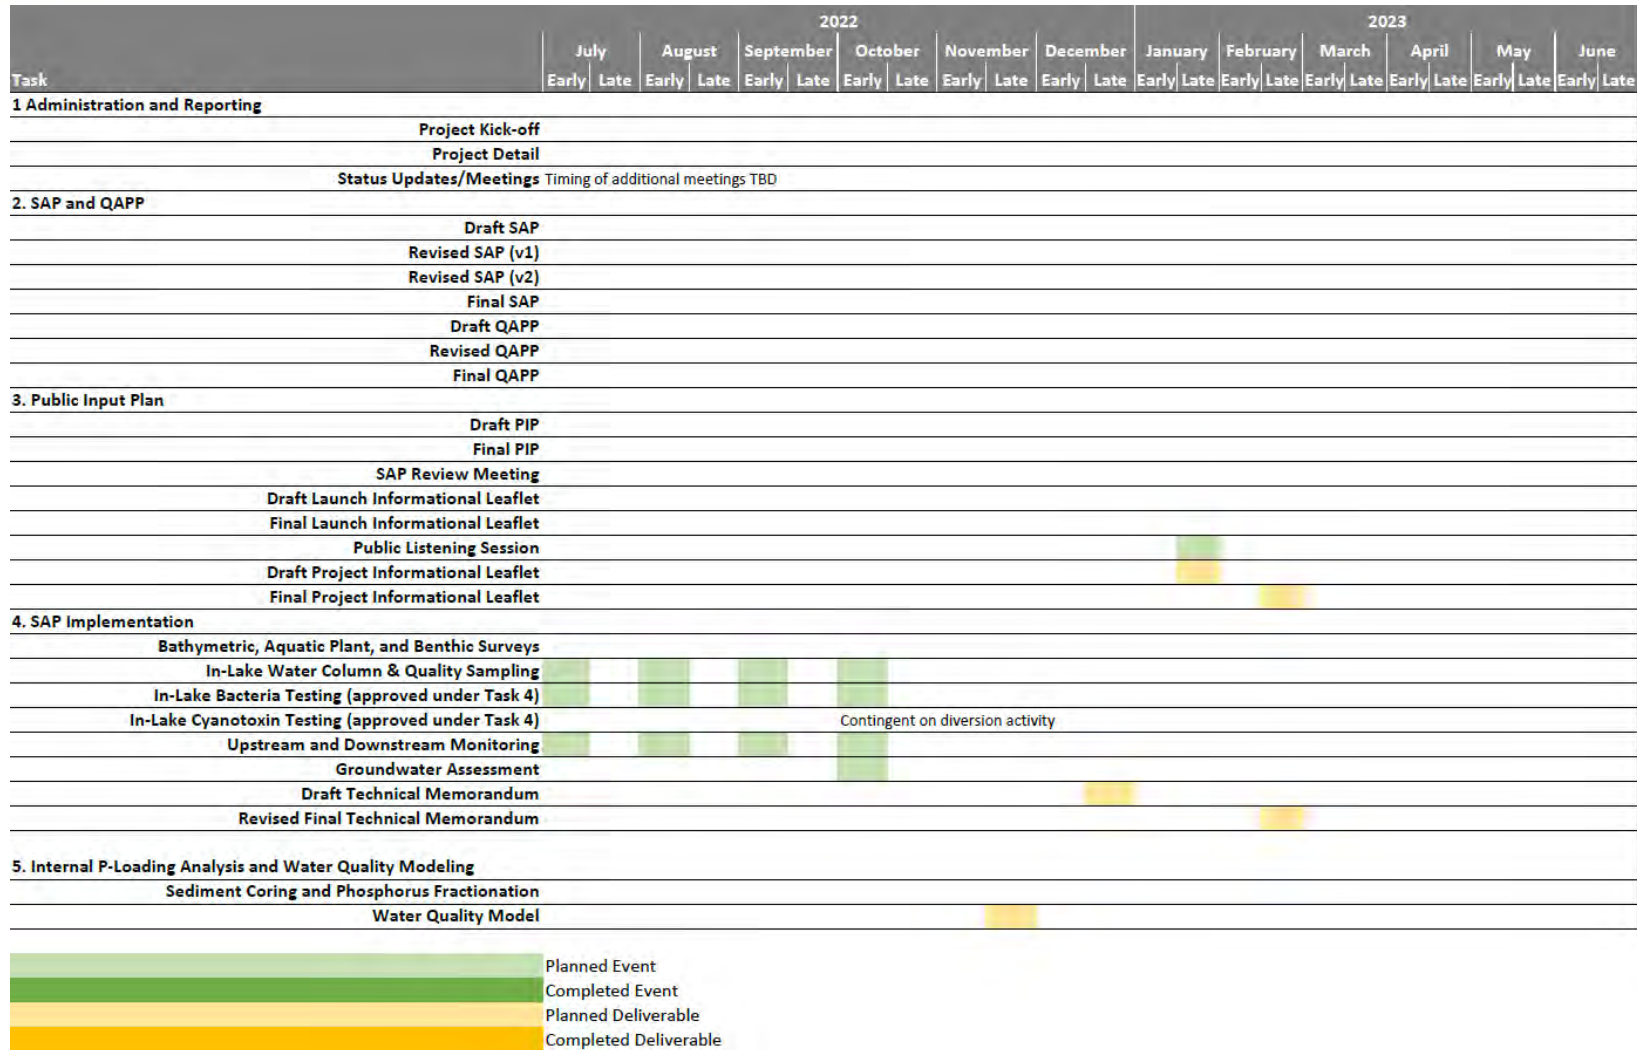 2022 2023
July August September October November December January February March April May June
Task Early Late Early Late Early Late Early Late Early Late Early Late Early Late Early Late Early Late Early Late Early Late Early Late
1 Administration and Reporting
Project Kick-off
Project Detail
Status Updates/Meetings Timing of additional meetings TBD
2. SAP and QAPP
Draft SAP
Revised SAP (v1)
Revised SAP (v2)
Final SAP
Draft QAPP
Revised QAPP
Final QAPP
3. Public Input Plan
Draft PIP
Final PIP
SAP Review Meeting
Draft Launch Informational Leaflet
Final Launch Informational Leaflet
Public Listening Session
Draft Project Informational Leaflet
Final Project Informational Leaflet
4. SAP Implementation
Bathymetric, Aquatic Plant, and Benthic Surveys
In-Lake Water Column & Quality Sampling
In-Lake Bacteria Testing (approved under Task 4)
In-Lake Cyanotoxin Testing (approved under Task 4) Contingent on diversion activity
Upstream and Downstream Monitoring
Groundwater Assessment
Draft Technical Memorandum
Revised Final Technical Memorandum
5. Internal P-Loading Analysis and Water Quality Modeling
Sediment Coring and Phosphorus Fractionation
Water Quality Model
Planned Event
Completed Event
Planned Deliverable
Completed Deliverable